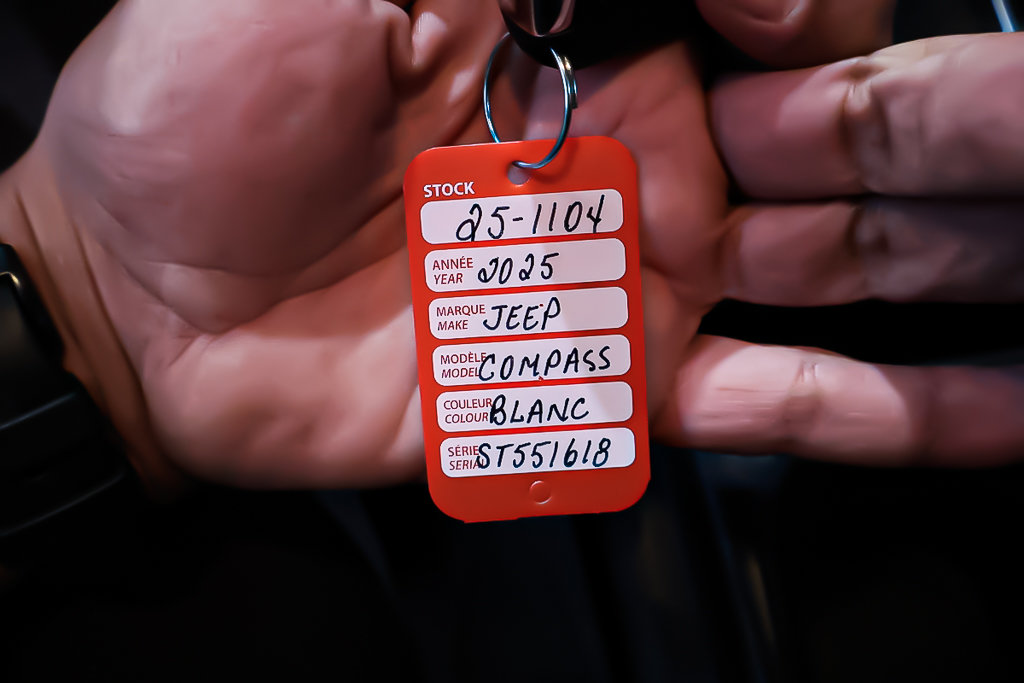 STOCK
25-1104
ANNÉE
YEAR 2025
MARQUE
MAKE JEEP
MODÈLE
MODEL COMPASS
COULEUR
COLOUR BLANC
SÉRIE
SERIAL ST551618